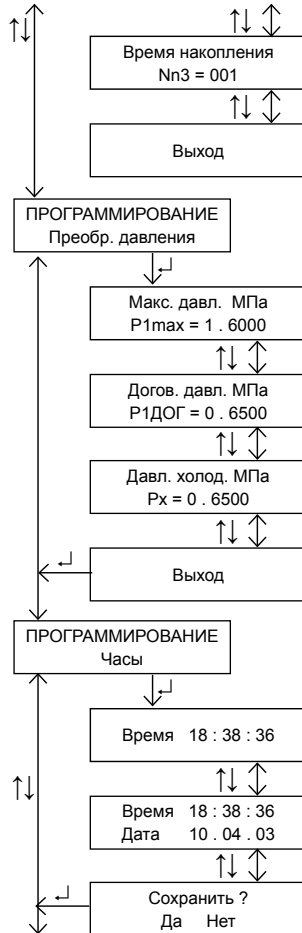 Время накопления
Nn3 = 001
Выход
ПРОГРАММИРОВАНИЕ
Преобр. давления
Макс. давл. МПа
P1max = 1 . 6000
Догов. давл. МПа
P1ДОГ = 0 . 6500
Давл. холод. МПа
Px = 0 . 6500
Выход
ПРОГРАММИРОВАНИЕ
Часы
Время 18 : 38 : 36
Время 18 : 38 : 36
Дата 10 . 04 . 03
Сохранить ?
Да Нет